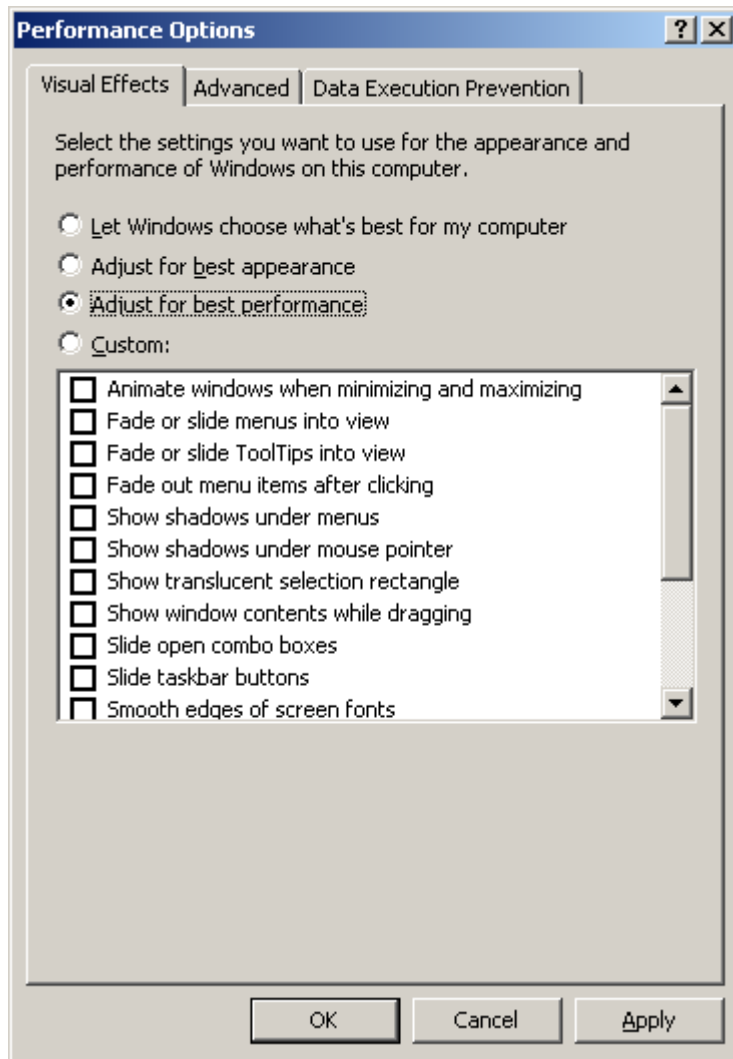 Performance Options
Visual Effects Advanced Data Execution Prevention
Select the settings you want to use for the appearance and
performance of Windows on this computer.
Let Windows choose what's best for my computer
Adjust for best appearance
Adjust for best performance
Custom:
Animate windows when minimizing and maximizing
Fade or slide menus into view
Fade or slide ToolTips into view
Fade out menu items after clicking
Show shadows under menus
Show shadows under mouse pointer
Show translucent selection rectangle
Show window contents while dragging
Slide open combo boxes
Slide taskbar buttons
Smooth edges of screen fonts
OK Cancel Apply